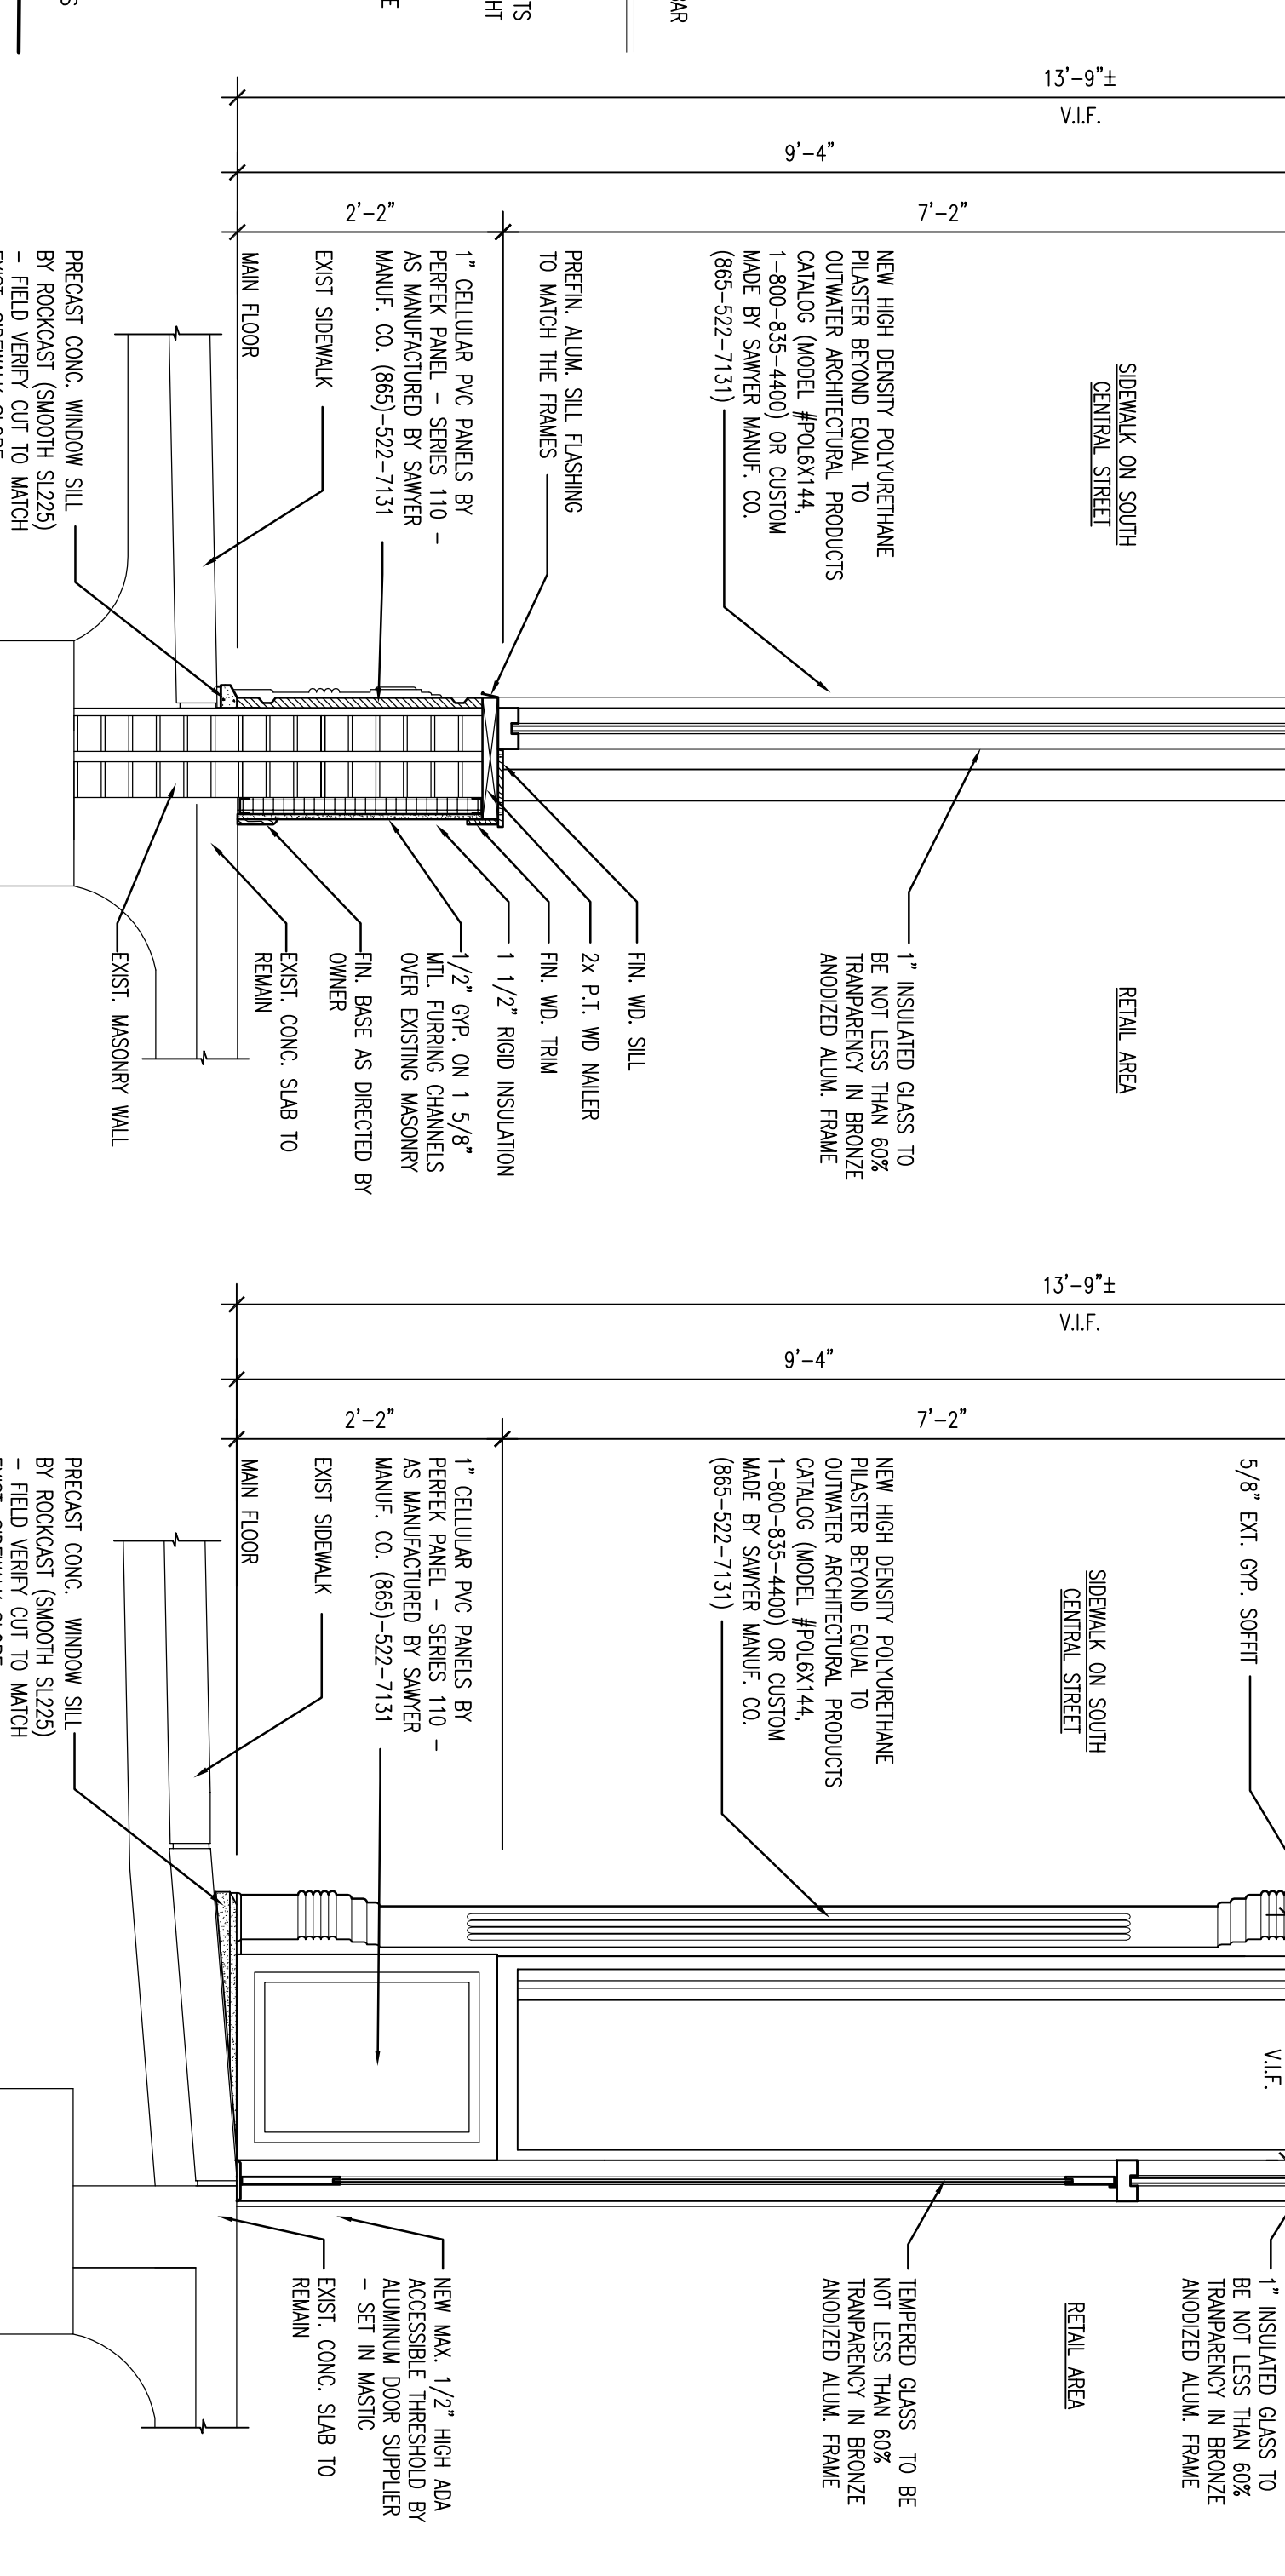 BAR
TS
HT
E
S
13'-9"±
V.I.F.
9'-4"
2'-2"
7'-2"
SIDEWALK ON SOUTH
CENTRAL STREET
RETAIL AREA
NEW HIGH DENSITY POLYURETHANE
PILASTER BEYOND EQUAL TO
OUTWATER ARCHITECTURAL PRODUCTS
CATALOG (MODEL #POL6X144,
1-800-835-4400) OR CUSTOM
MADE BY SAWYER MANUF. CO.
(865-522-7131)
PREFIN. ALUM. SILL FLASHING
TO MATCH THE FRAMES
1" CELLULAR PVC PANELS BY
PERFEK PANEL - SERIES 110 -
AS MANUFACTURED BY SAWYER
MANUF. CO. (865)-522-7131
EXIST SIDEWALK
MAIN FLOOR
PRECAST CONC. WINDOW SILL
BY ROCKCAST (SMOOTH SL225)
- FIELD VERIFY CUT TO MATCH
1" INSULATED GLASS TO
BE NOT LESS THAN 60%
TRANPARENCY IN BRONZE
ANODIZED ALUM. FRAME
FIN. WD. SILL
2x P.T. WD NAILER
FIN. WD. TRIM
1 1/2" RIGID INSULATION
1/2" GYP. ON 1 5/8"
MTL. FURRING CHANNELS
OVER EXISTING MASONRY
FIN. BASE AS DIRECTED BY
OWNER
EXIST. CONC. SLAB TO
REMAIN
EXIST. MASONRY WALL
13'-9"±
V.I.F.
9'-4"
2'-2"
7'-2"
5/8" EXT. GYP. SOFFIT
SIDEWALK ON SOUTH
CENTRAL STREET
V.I.F.
RETAIL AREA
NEW HIGH DENSITY POLYURETHANE
PILASTER BEYOND EQUAL TO
OUTWATER ARCHITECTURAL PRODUCTS
CATALOG (MODEL #POL6X144,
1-800-835-4400) OR CUSTOM
MADE BY SAWYER MANUF. CO.
(865-522-7131)
1" CELLULAR PVC PANELS BY
PERFEK PANEL - SERIES 110 -
AS MANUFACTURED BY SAWYER
MANUF. CO. (865)-522-7131
EXIST SIDEWALK
MAIN FLOOR
PRECAST CONC. WINDOW SILL
BY ROCKCAST (SMOOTH SL225)
- FIELD VERIFY CUT TO MATCH
1" INSULATED GLASS TO
BE NOT LESS THAN 60%
TRANPARENCY IN BRONZE
ANODIZED ALUM. FRAME
TEMPERED GLASS TO BE
NOT LESS THAN 60%
TRANPARENCY IN BRONZE
ANODIZED ALUM. FRAME
NEW MAX. 1/2" HIGH ADA
ACCESSIBLE THRESHOLD BY
ALUMINUM DOOR SUPPLIER
- SET IN MASTIC
EXIST. CONC. SLAB TO
REMAIN